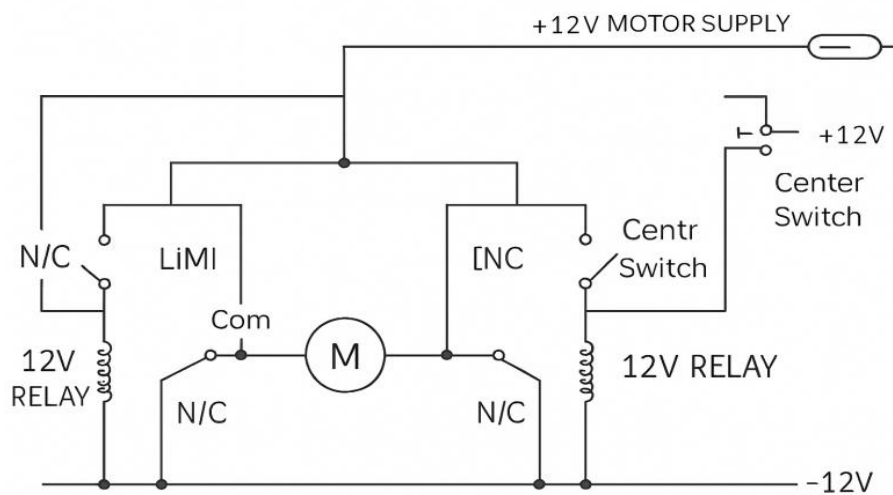 +12V MOTOR SUPPLY
+12V
Center
Switch
N/C
LiMI
[NC
Centr
Switch
Com
12V
RELAY
M
12V RELAY
N/C
N/C
-12V